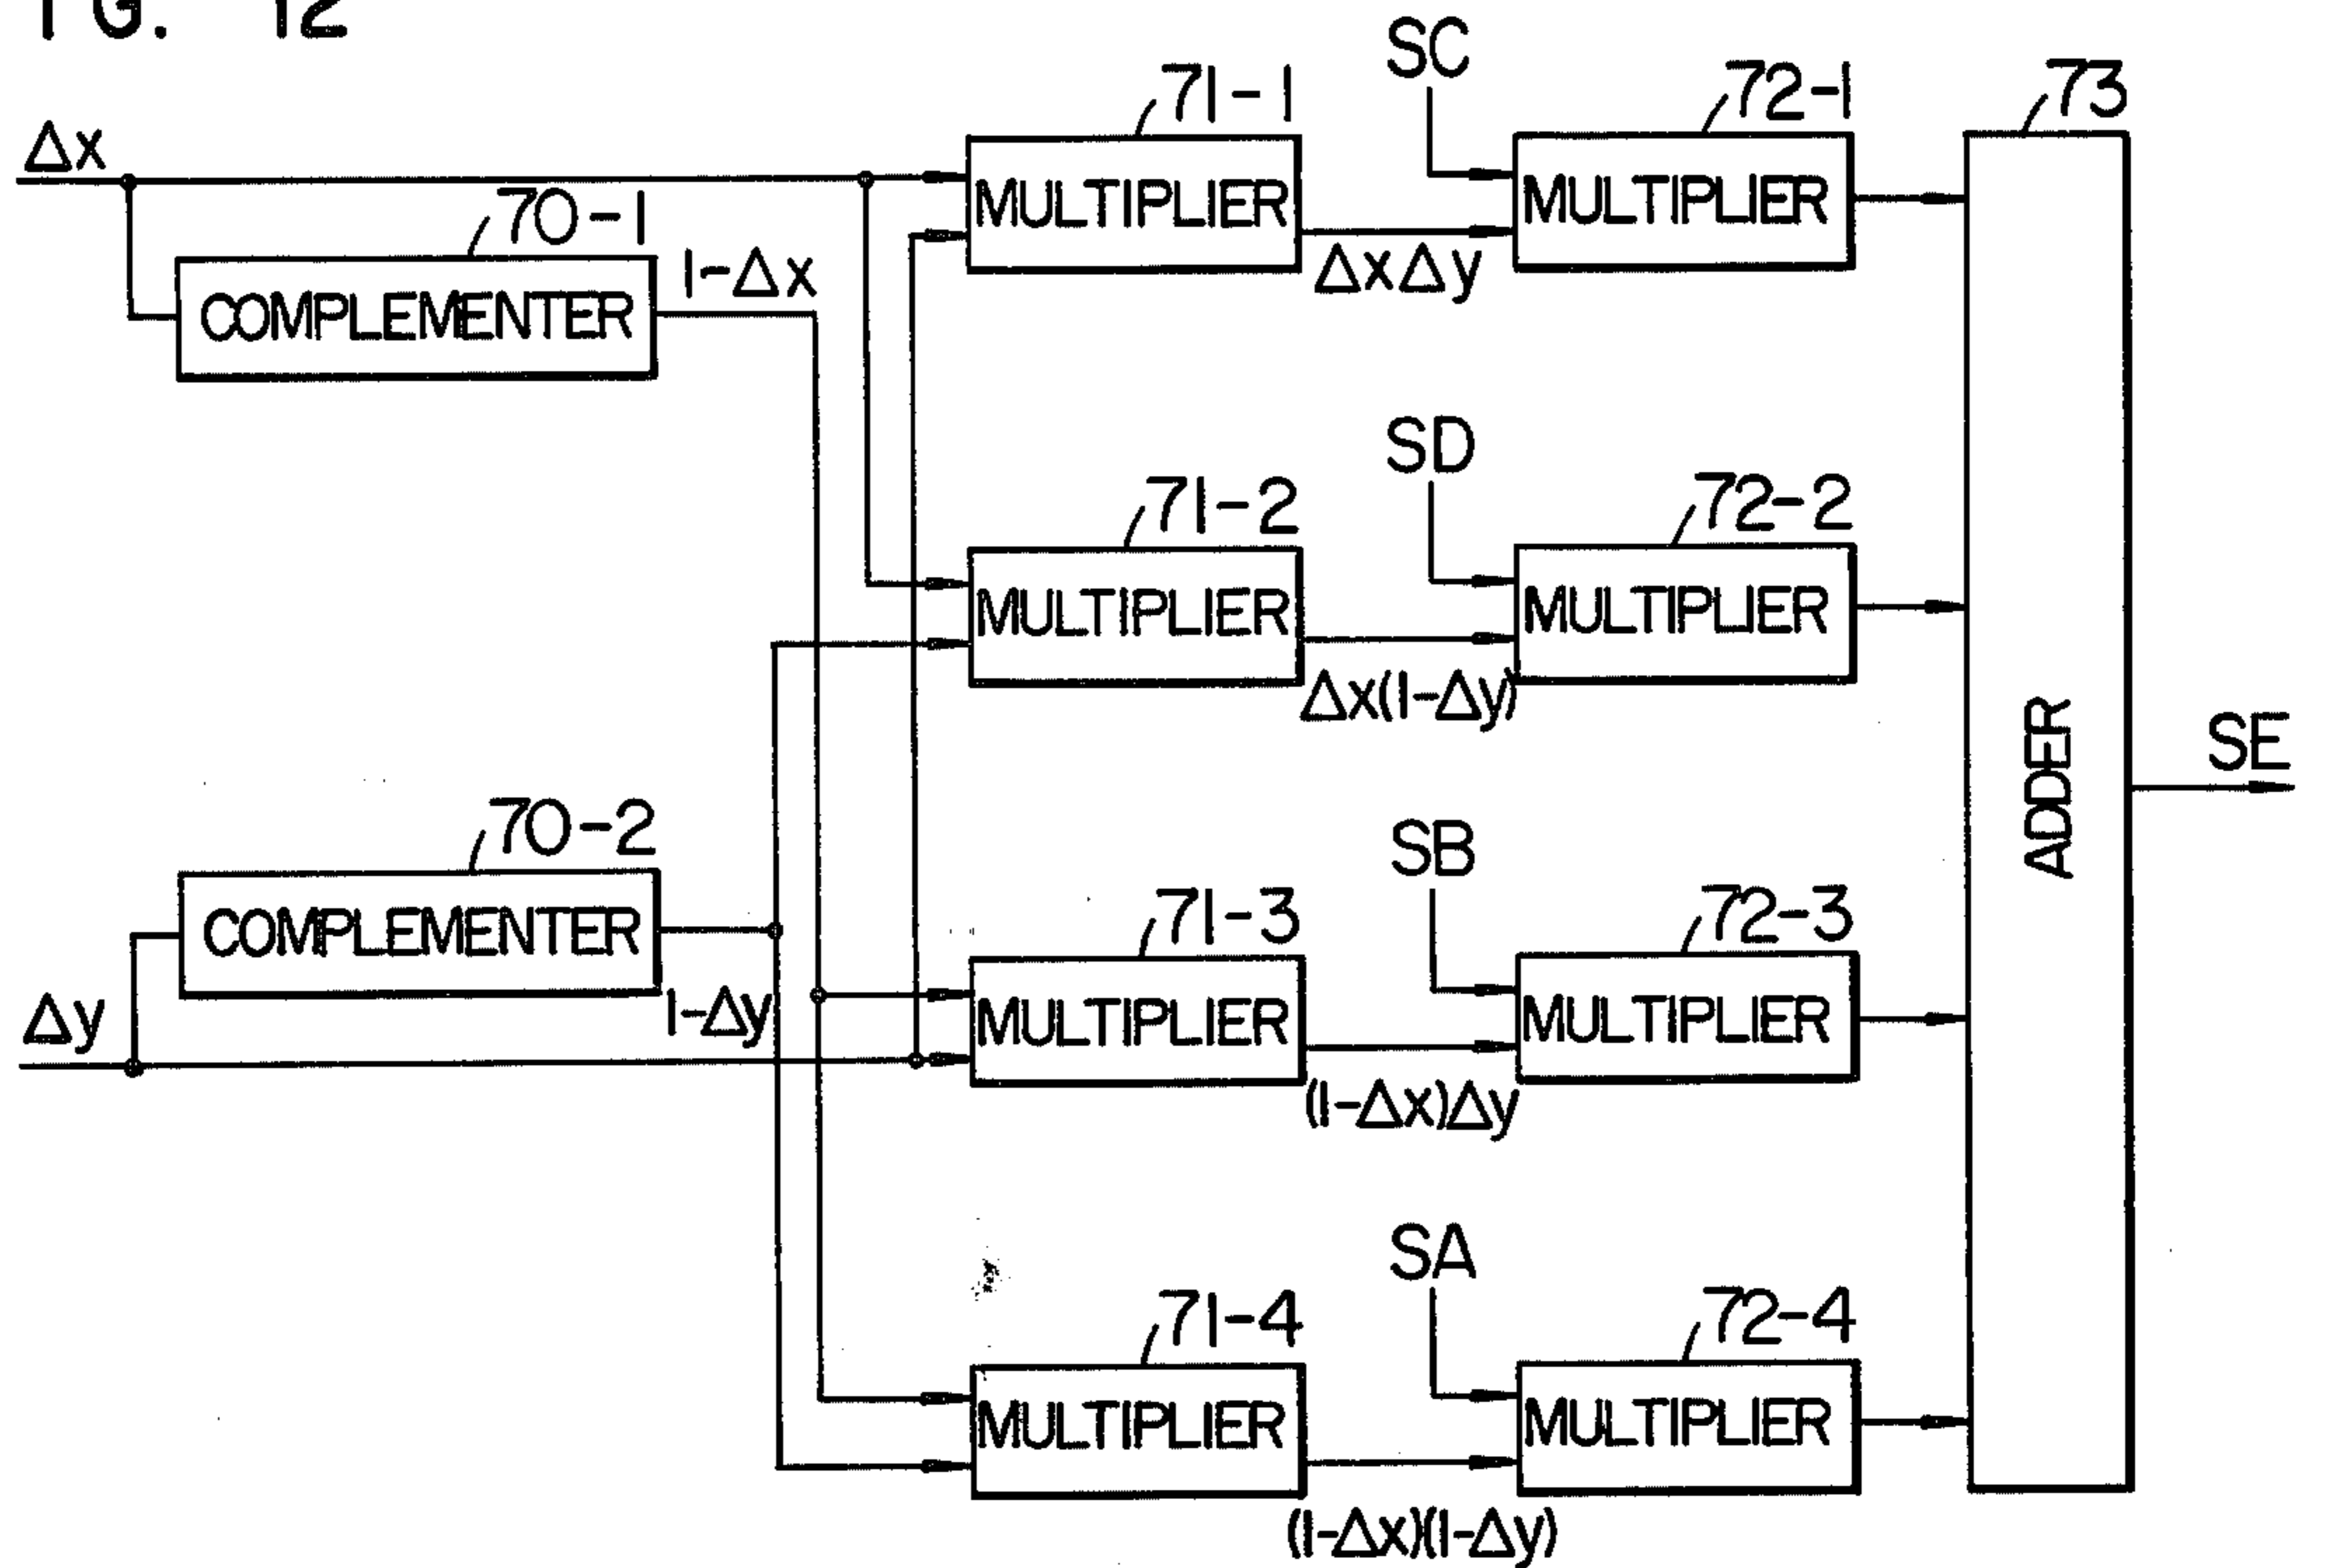 FG. 12
SC
71-1
72-1
73
Δx
MULTIPLIER
MULTIPLIER
70-1
1-Δx
ΔxΔy
COMPLEMENTER
SD
71-2
72-2
MULTIPLIER
MULTIPLIER
Δx(1-Δy)
ADDER
SE
70-2
SB
71-3
72-3
COMPLEMENTER
1-Δy
Δy
MULTIPLIER
MULTIPLIER
(1-Δx)Δy
SA
71-4
72-4
MULTIPLIER
MULTIPLIER
(1-Δx)(1-Δy)